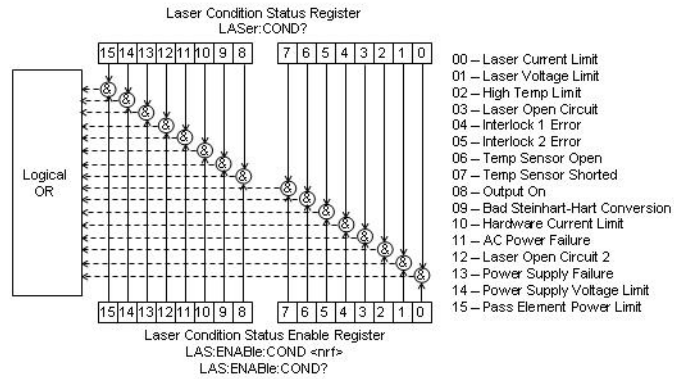 Laser Condition Status Register
LASer:COND?
15 14 13 12 11 10 9 8 7 6 5 4 3 2 1 0
& & & & & & & & & & & & & & & &
Logical
OR
15 14 13 12 11 10 9 8 7 6 5 4 3 2 1 0
Laser Condition Status Enable Register
LAS:ENABle:COND <nrf>
LAS:ENABle:COND?
00 – Laser Current Limit
01 – Laser Voltage Limit
02 – High Temp Limit
03 – Laser Open Circuit
04 – Interlock 1 Error
05 – Interlock 2 Error
06 – Temp Sensor Open
07 – Temp Sensor Shorted
08 – Output On
09 – Bad Steinhart-Hart Conversion
10 – Hardware Current Limit
11 – AC Power Failure
12 – Laser Open Circuit 2
13 – Power Supply Failure
14 – Power Supply Voltage Limit
15 – Pass Element Power Limit